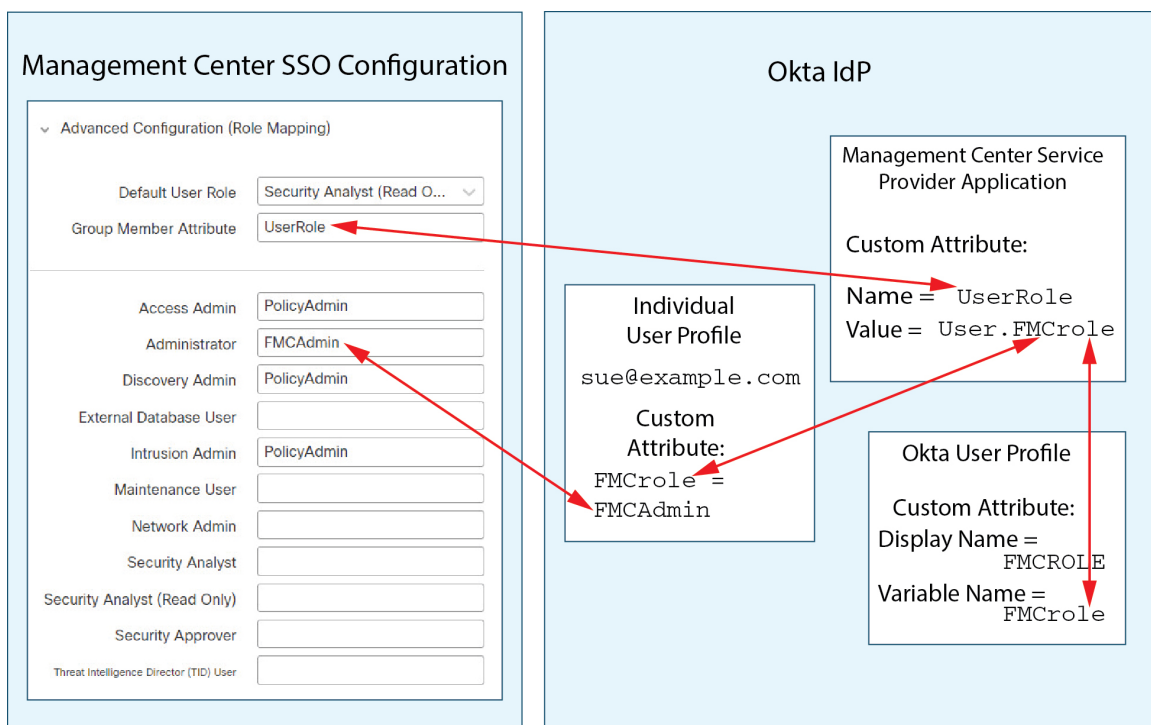 Management Center SSO Configuration
Advanced Configuration (Role Mapping)
Default User Role Security Analyst (Read O...
Group Member Attribute UserRole
Access Admin PolicyAdmin
Administrator FMCAdmin
Discovery Admin PolicyAdmin
External Database User
Intrusion Admin PolicyAdmin
Maintenance User
Network Admin
Security Analyst
Security Analyst (Read Only)
Security Approver
Threat Intelligence Director (TID) User
Okta IdP
Individual
User Profile
sue@example.com
Custom
Attribute:
FMCrole =
FMCAdmin
Management Center Service
Provider Application
Custom Attribute:
Name = UserRole
Value = User.FMCrole
Okta User Profile
Custom Attribute:
Display Name =
FMCROLE
Variable Name =
FMCrole